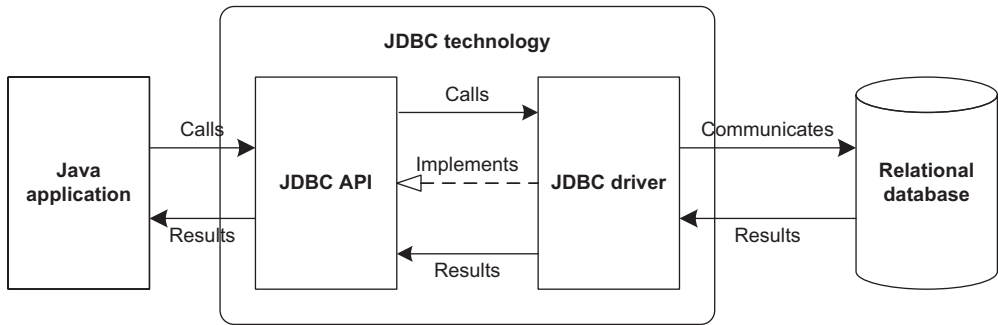 JDBC technology
Java
application
Calls
Results
JDBC API
Calls
Implements
Results
JDBC driver
Communicates
Results
Relational
database